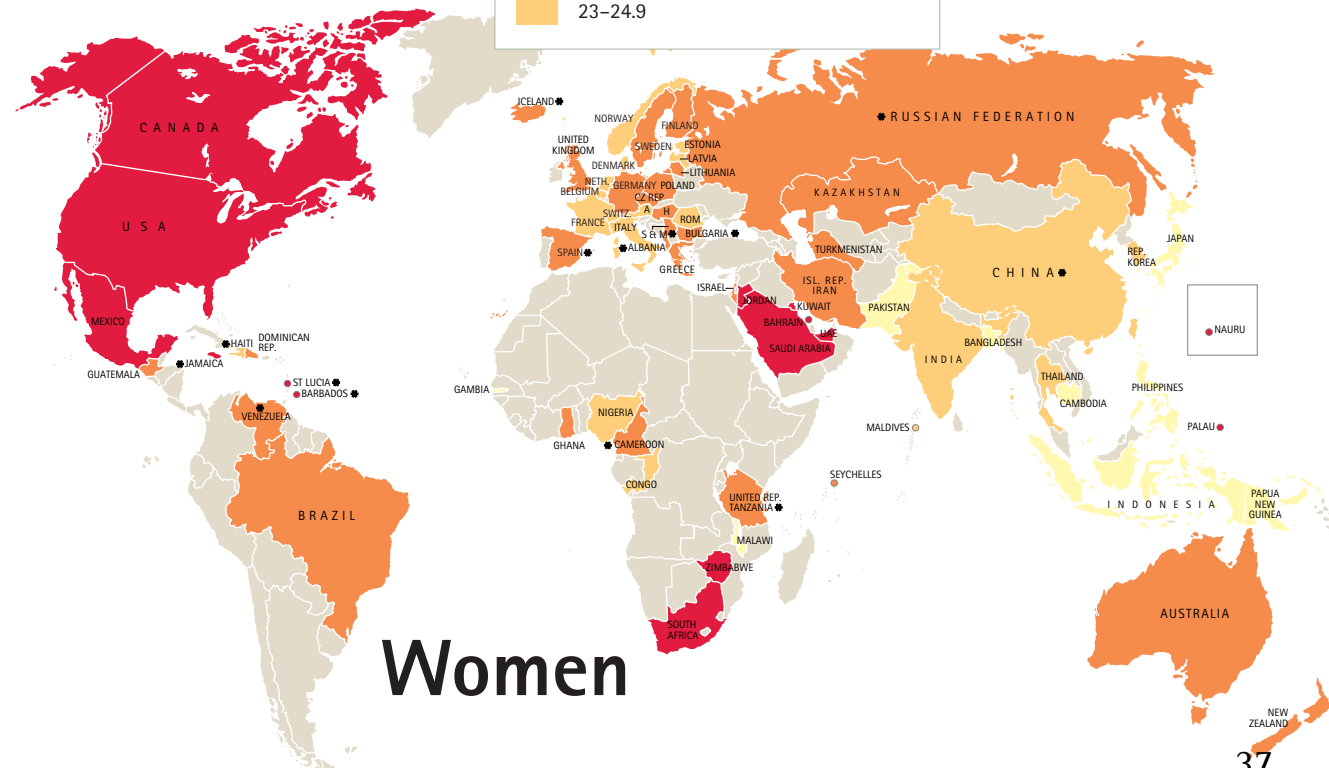 23–24.9
ICELAND
NORWAY
FINLAND
SWEDEN
ESTONIA
LATVIA
LITHUANIA
UNITED
KINGDOM
DENMARK
NETH.
BELGIUM
GERMANY
POLAND
CZ REP
SWITZ.
A
H
ROM
FRANCE
ITALY
S & M
BULGARIA
SPAIN
ALBANIA
GREECE
RUSSIAN FEDERATION
KAZAKHSTAN
TURKMENISTAN
CANADA
USA
MEXICO
GUATEMALA
HAITI
DOMINICAN
REP.
JAMAICA
ST LUCIA
BARBADOS
VENEZUELA
BRAZIL
ISRAEL
JORDAN
KUWAIT
BAHRAIN
UAE
SAUDI ARABIA
ISL. REP.
IRAN
PAKISTAN
INDIA
BANGLADESH
CHINA
REP.
KOREA
JAPAN
NAURU
THAILAND
CAMBODIA
PHILIPPINES
PALAU
MALDIVES
SEYCHELLES
INDONESIA
PAPUA
NEW
GUINEA
GAMBIA
GHANA
NIGERIA
CAMEROON
CONGO
UNITED REP.
TANZANIA
MALAWI
ZIMBABWE
SOUTH
AFRICA
AUSTRALIA
NEW
ZEALAND
Women
37